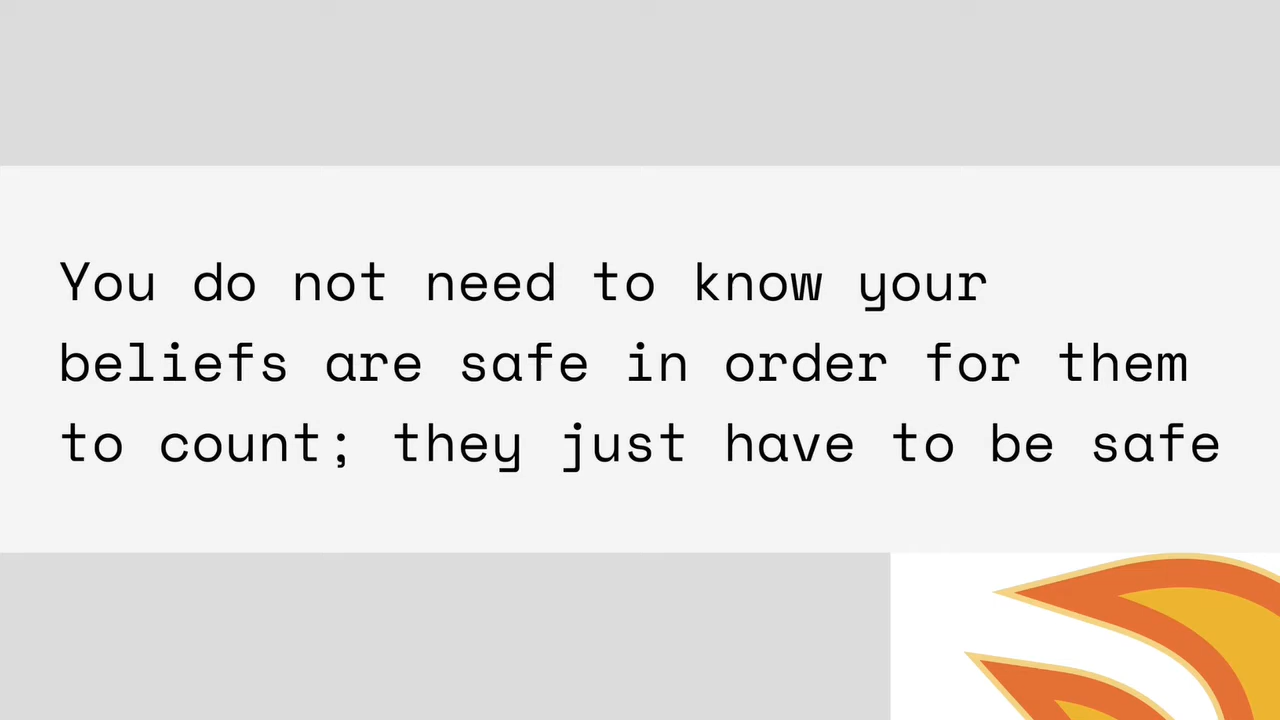 You do not need to know your
beliefs are safe in order for them
to count; they just have to be safe